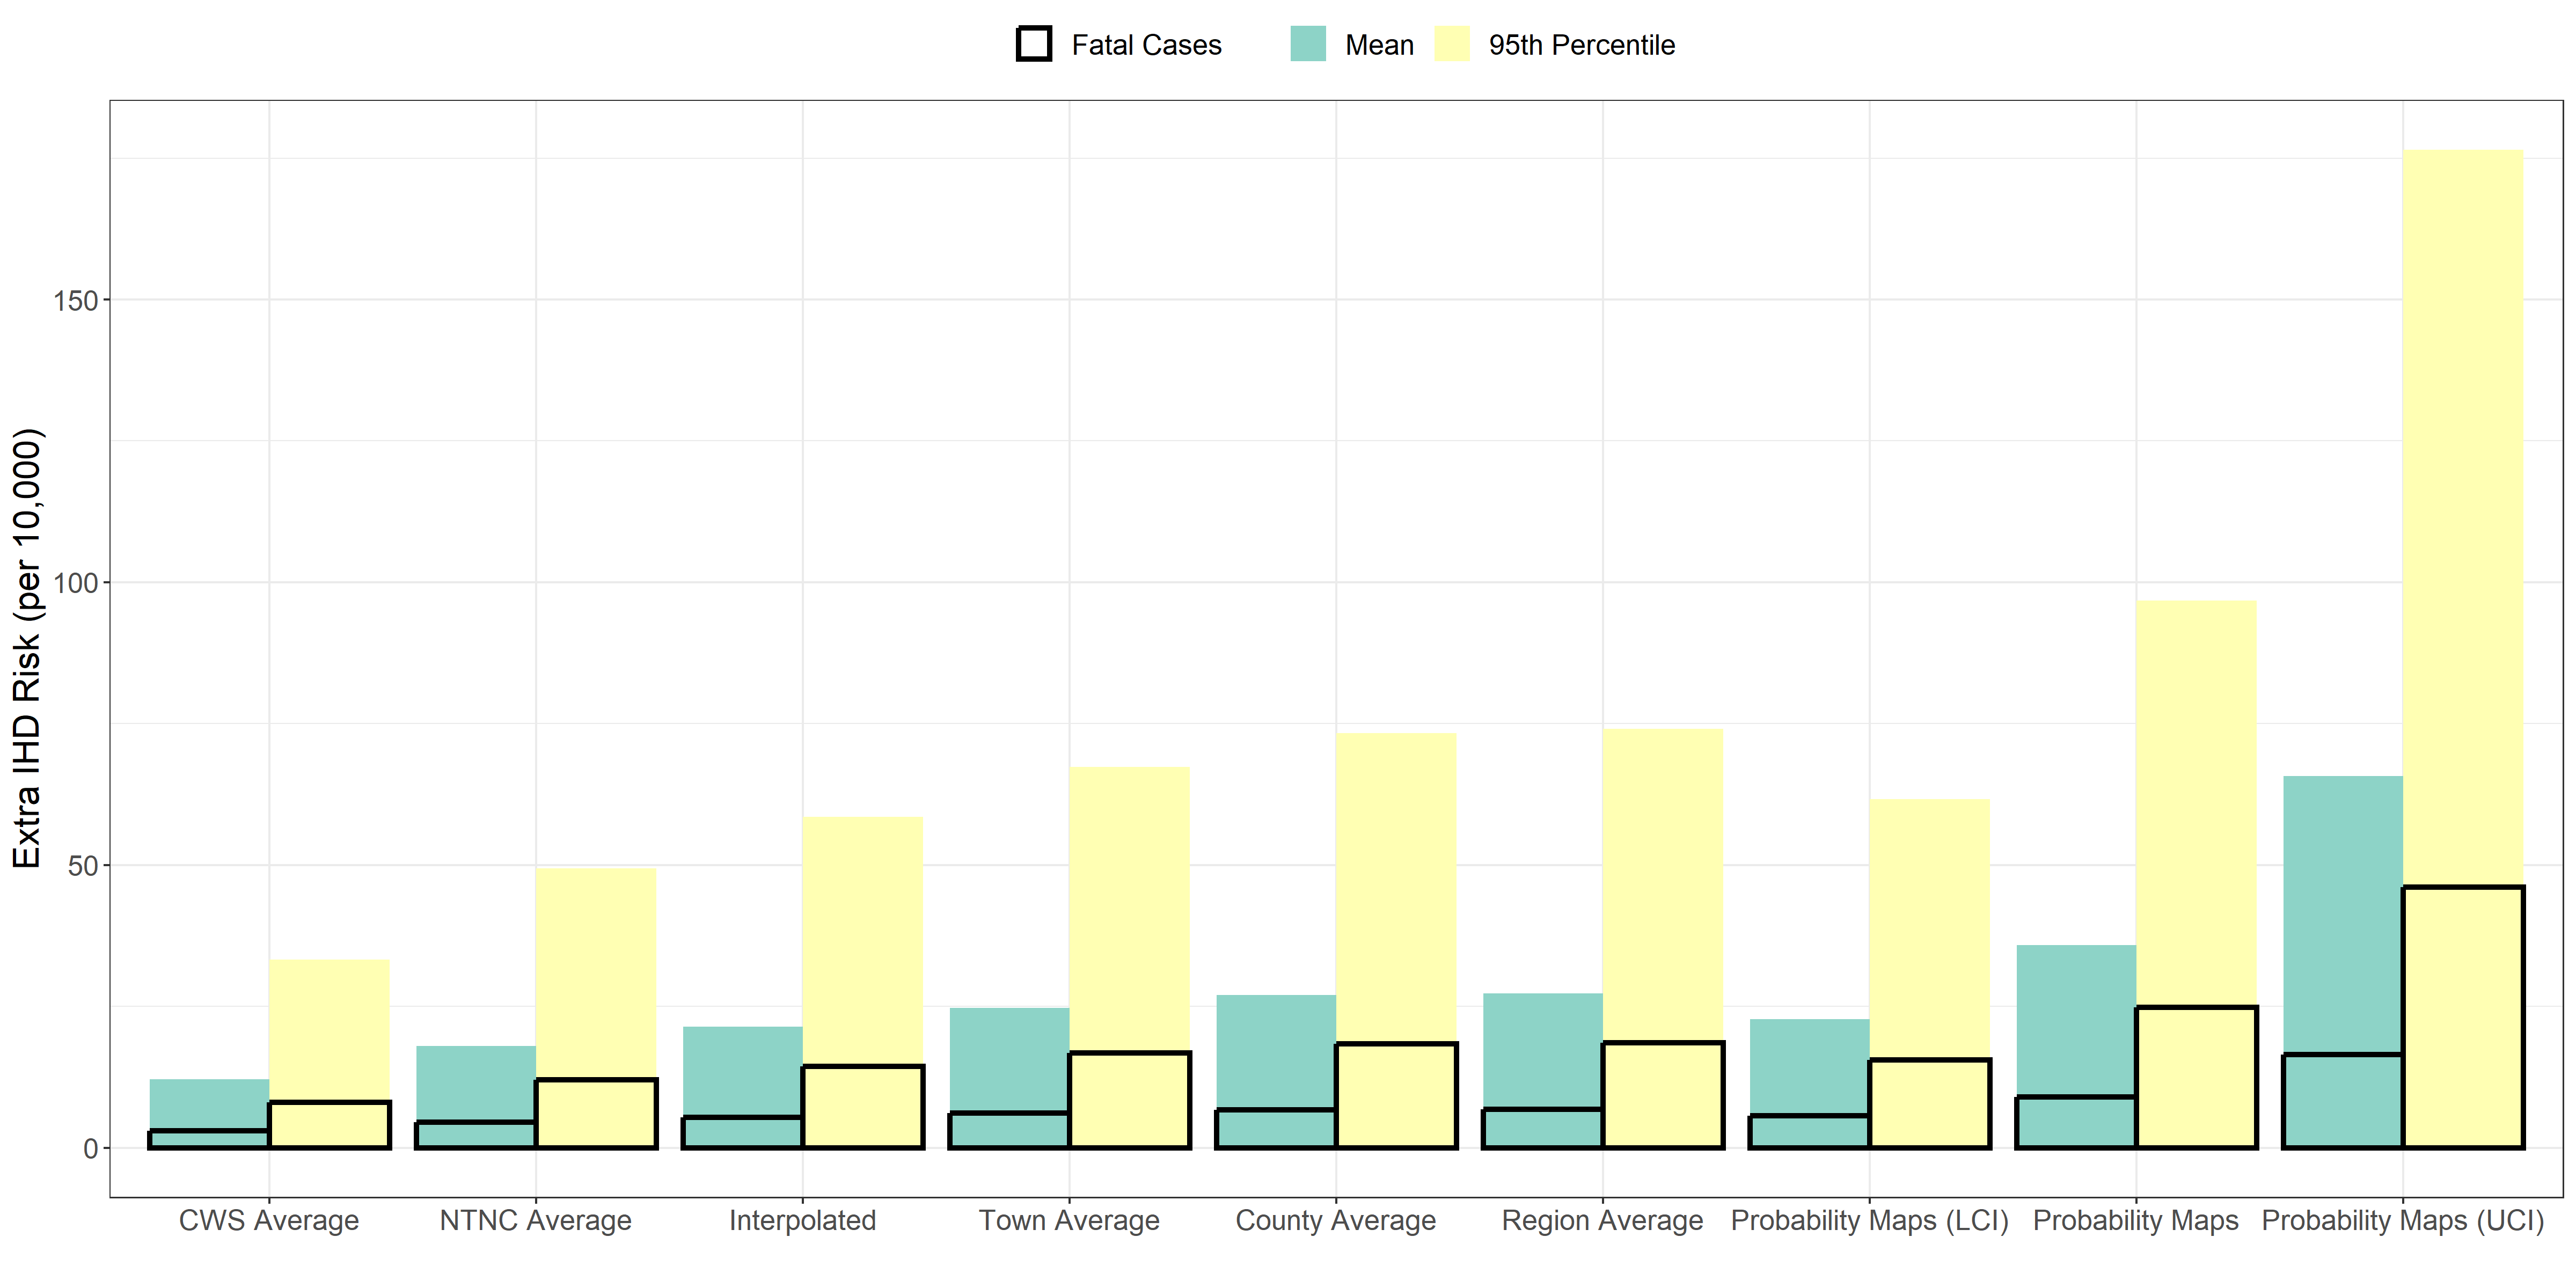 Fatal Cases Mean 95th Percentile
Extra IHD Risk (per 10,000)
150
100
50
0
CWS Average NTNC Average Interpolated Town Average County Average Region Average Probability Maps (LCI) Probability Maps Probability Maps (UCI)